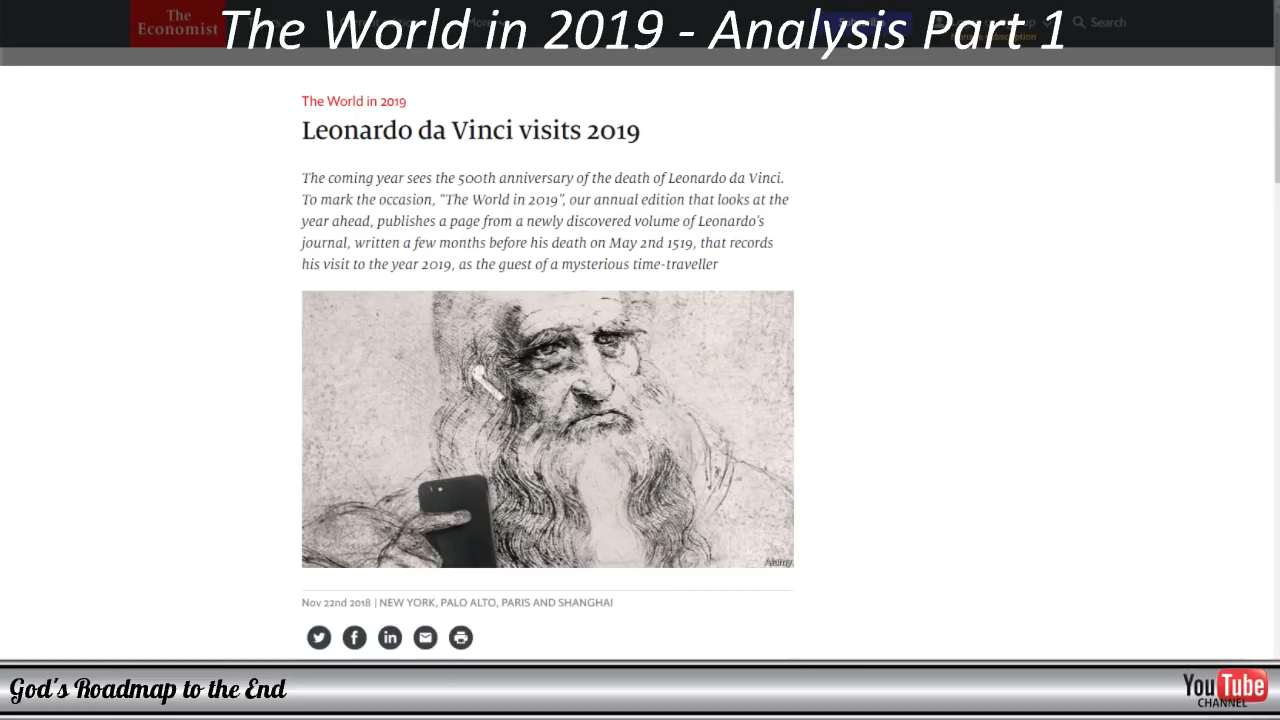 The
Economist
The World in 2019 - Analysis Part 1
Search
The World in 2019
Leonardo da Vinci visits 2019
The coming year sees the 500th anniversary of the death of Leonardo da Vinci.
To mark the occasion, "The World in 2019", our annual edition that looks at the
year ahead, publishes a page from a newly discovered volume of Leonardo's
journal, written a few months before his death on May 2nd 1519, that records
his visit to the year 2019, as the guest of a mysterious time-traveller
Alamy
Nov 22nd 2018 | NEW YORK, PALO ALTO, PARIS AND SHANGHAI
God's Roadmap to the End
YouTube
CHANNEL